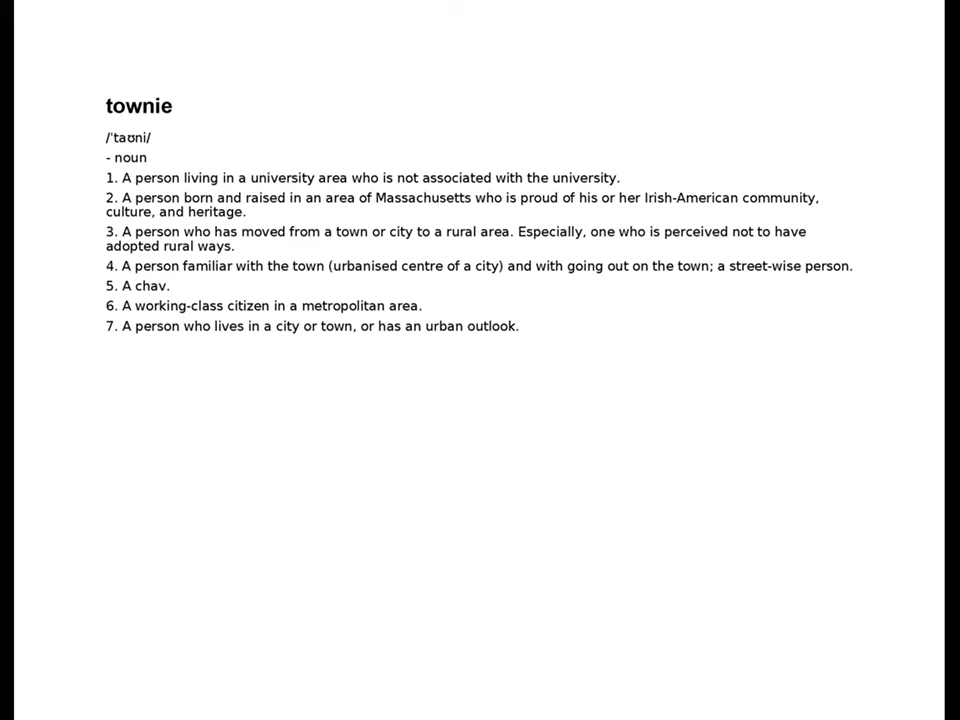 townie
/ˈtaʊni/
- noun
1. A person living in a university area who is not associated with the university.
2. A person born and raised in an area of Massachusetts who is proud of his or her Irish-American community,
culture, and heritage.
3. A person who has moved from a town or city to a rural area. Especially, one who is perceived not to have
adopted rural ways.
4. A person familiar with the town (urbanised centre of a city) and with going out on the town; a street-wise person.
5. A chav.
6. A working-class citizen in a metropolitan area.
7. A person who lives in a city or town, or has an urban outlook.